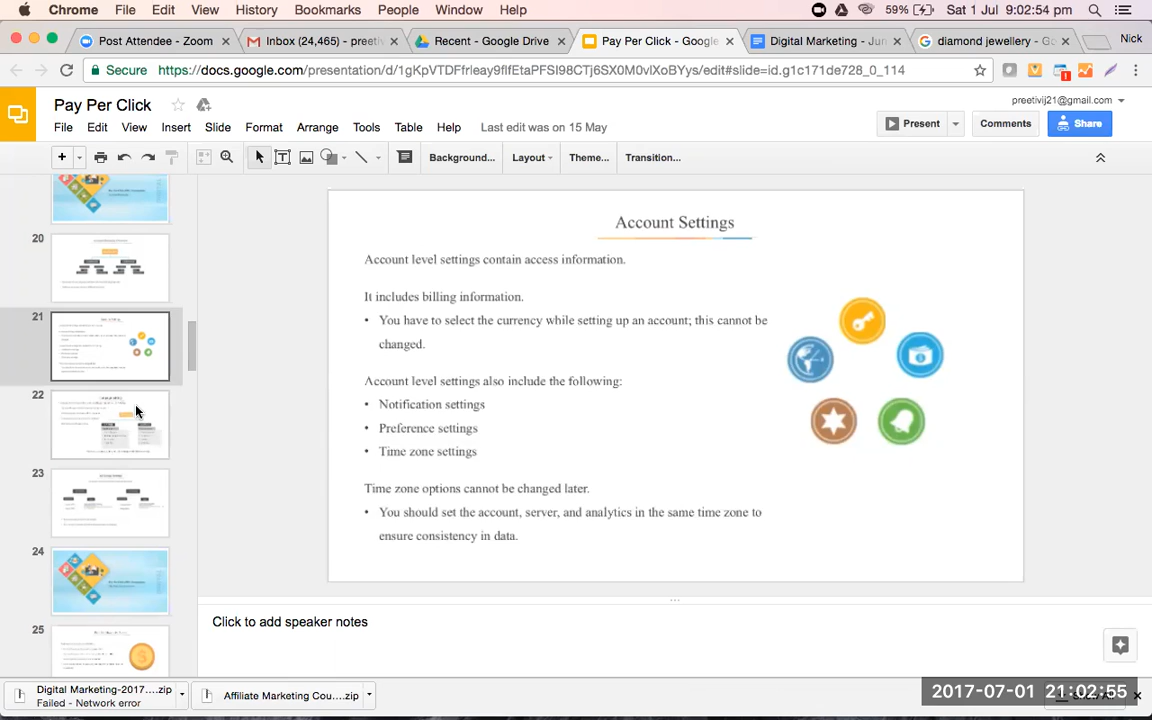 Chrome File Edit View History Bookmarks People Window Help
59% Sat 1 Jul 9:02:54 pm
Post Attendee - Zoom
Inbox (24,465) - preetiv
Recent - Google Drive
Pay Per Click - Google
Digital Marketing - Jun
diamond jewellery - Go
Nick
Secure https://docs.google.com/presentation/d/1gKpVTDFfrleay9flfEtaPFSI98CTj6SX0M0vlXoBYys/edit#slide=id.g1c171de728_0_114
Pay Per Click
preetivij21@gmail.com
File Edit View Insert Slide Format Arrange Tools Table Help Last edit was on 15 May
Present
Comments
Share
Background... Layout Theme... Transition...
20
21
22
23
24
25
Account Settings
Account level settings contain access information.
It includes billing information.
• You have to select the currency while setting up an account; this cannot be
changed.
Account level settings also include the following:
• Notification settings
• Preference settings
• Time zone settings
Time zone options cannot be changed later.
• You should set the account, server, and analytics in the same time zone to
ensure consistency in data.
Click to add speaker notes
Digital Marketing-2017....zip
Failed - Network error
Affiliate Marketing Cou....zip
2017-07-01 21:02:55